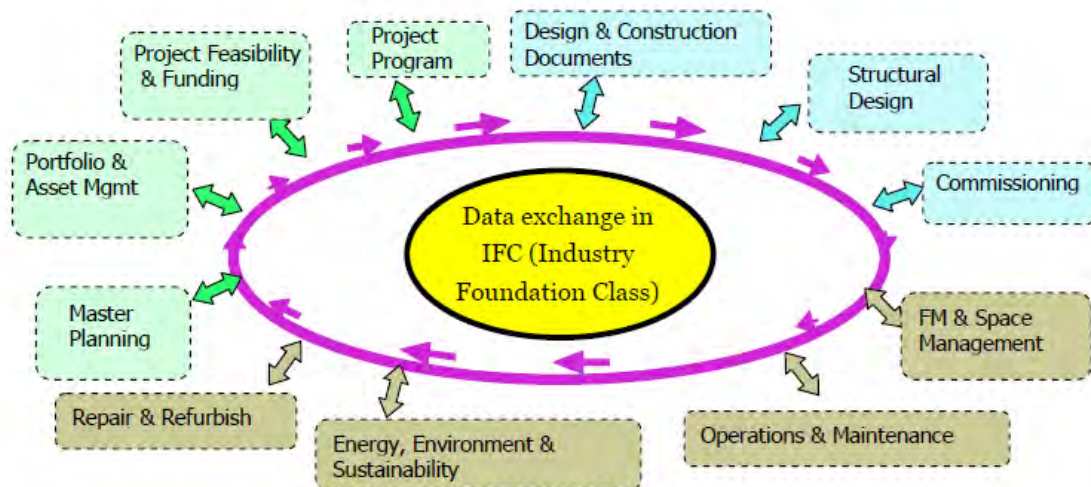 Project Feasibility
& Funding
Project
Program
Design & Construction
Documents
Structural
Design
Portfolio &
Asset Mgmt
Commissioning
Data exchange in
IFC (Industry
Foundation Class)
Master
Planning
FM & Space
Management
Repair & Refurbish
Energy, Environment &
Sustainability
Operations & Maintenance